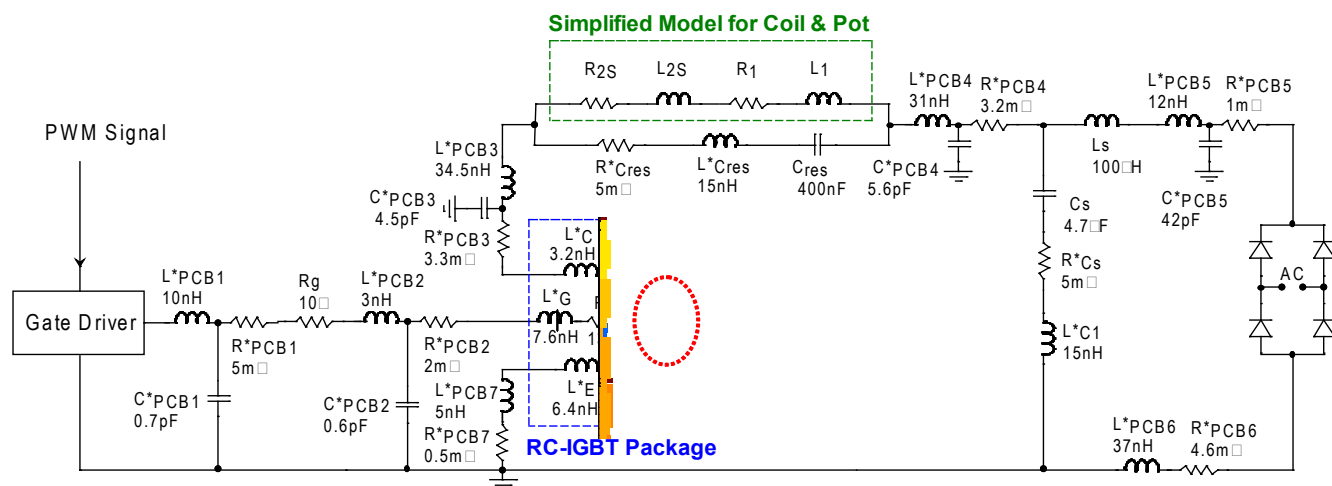 Simplified Model for Coil & Pot
R2S
L2S
R1
L1
L*PCB4
31nH
R*PCB4
3.2m□
L*PCB5
12nH
R*PCB5
1m□
PWM Signal
L*PCB3
34.5nH
R*Cres
5m□
L*Cres
15nH
Cres
400nF
C*PCB4
5.6pF
Ls
100□H
C*PCB3
4.5pF
C*PCB5
42pF
Cs
4.7□F
R*PCB3
3.3m□
L*C
3.2nH
R*Cs
5m□
AC
L*PCB1
10nH
Rg
10□
L*PCB2
3nH
L*G
7.6nH
Gate Driver
R*PCB1
5m□
R*PCB2
2m□
L*C1
15nH
L*PCB7
5nH
L*E
6.4nH
C*PCB1
0.7pF
C*PCB2
0.6pF
R*PCB7
0.5m□
RC-IGBT Package
L*PCB6
37nH
R*PCB6
4.6m□